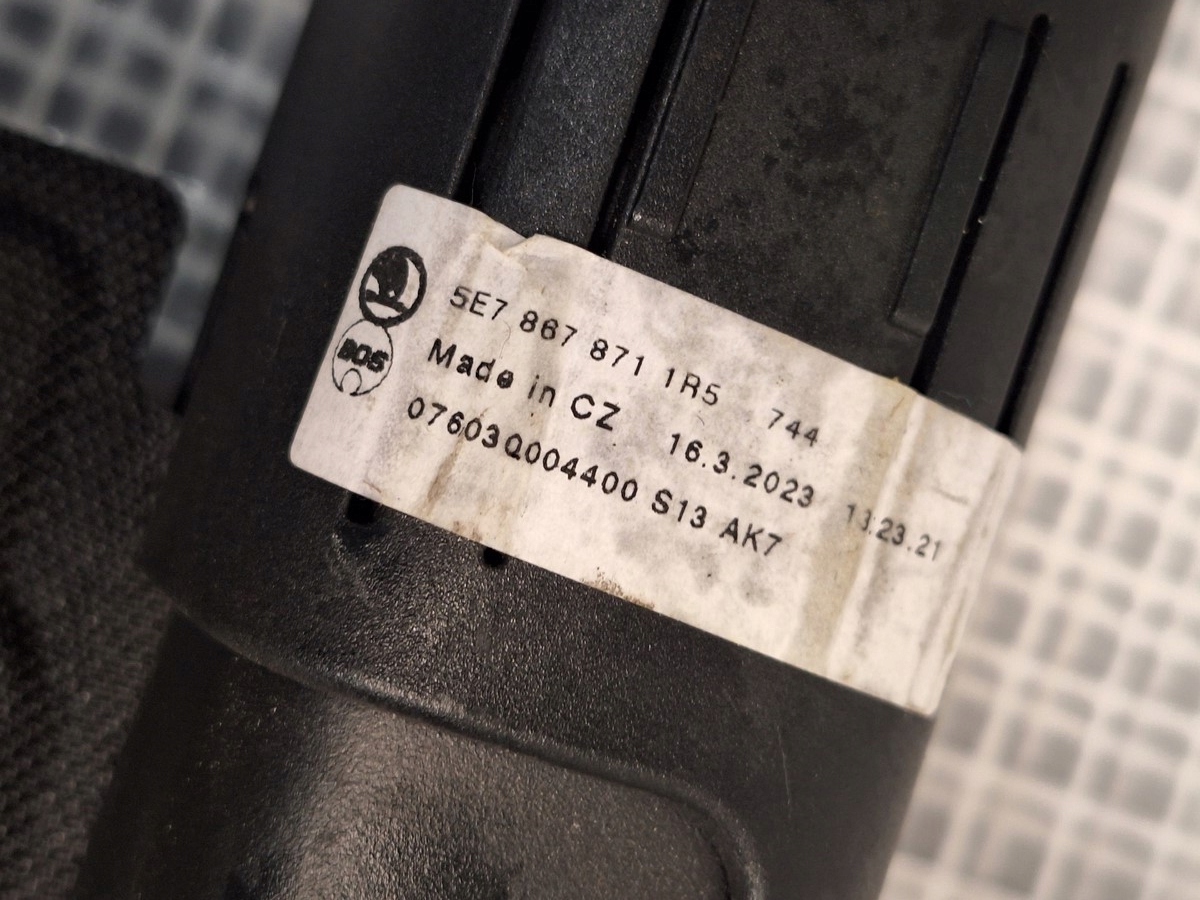 5E7 867 871 1R5 744
BOS
Made in CZ 16.3.2023 13:23.21
07603Q004400 S13 AK7